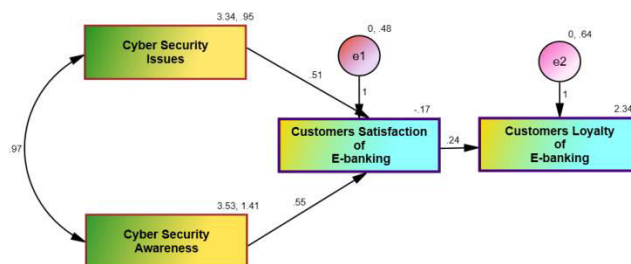 3.34, .95
Cyber Security
Issues
0, .48
e1
1
0, .64
e2
1
.51
-.17
Customers Satisfaction
of
E-banking
.24
2.34
Customers Loyalty
of
E-banking
.97
.55
3.53, 1.41
Cyber Security
Awareness